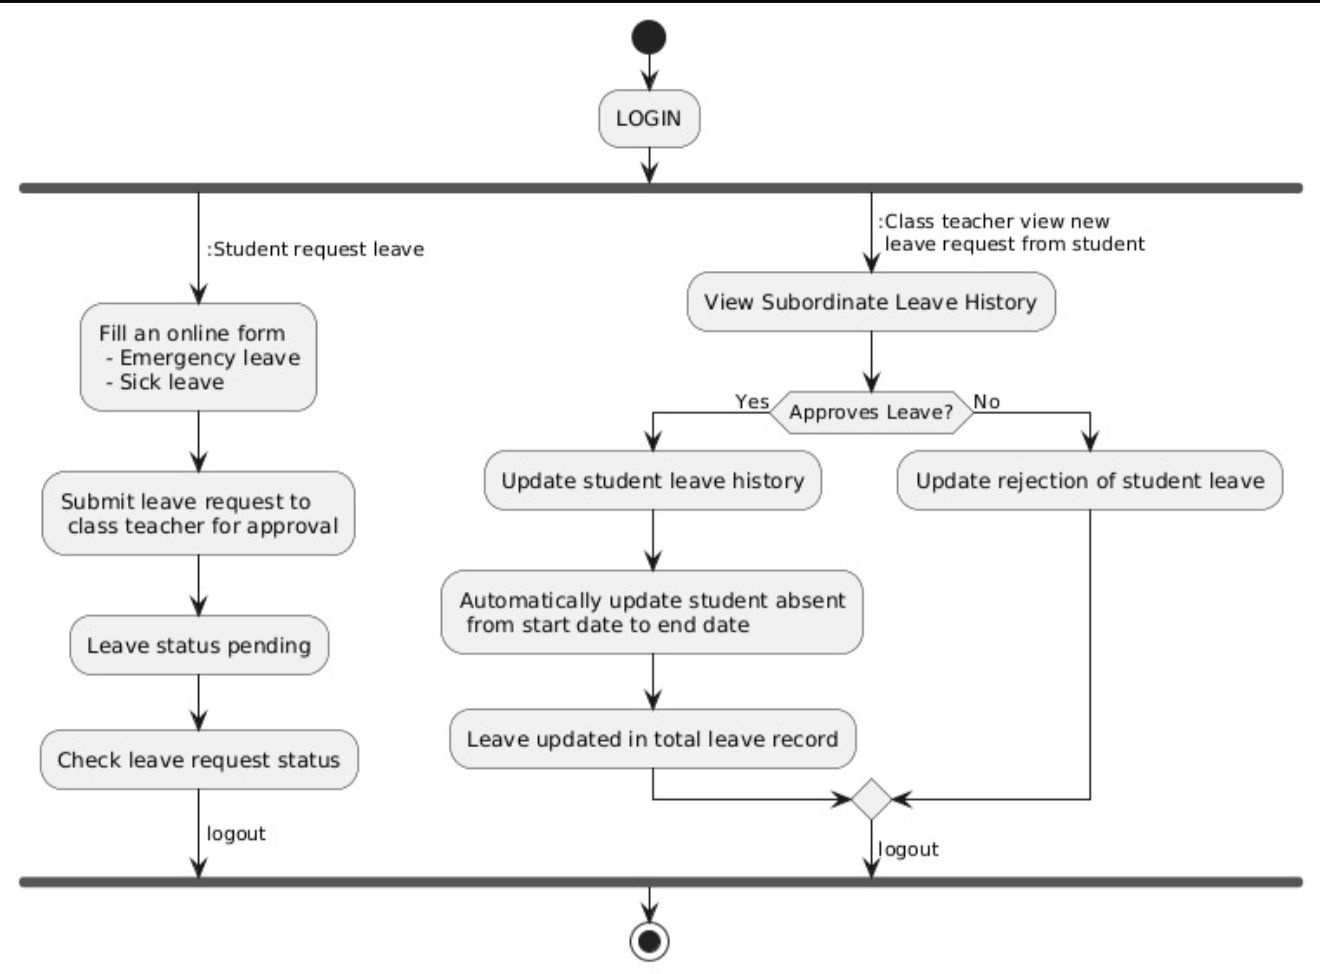 LOGIN
:Student request leave
Fill an online form
- Emergency leave
- Sick leave
Submit leave request to
class teacher for approval
Leave status pending
Check leave request status
logout
:Class teacher view new
leave request from student
View Subordinate Leave History
Approves Leave?
Yes
No
Update student leave history
Automatically update student absent
from start date to end date
Leave updated in total leave record
Update rejection of student leave
logout